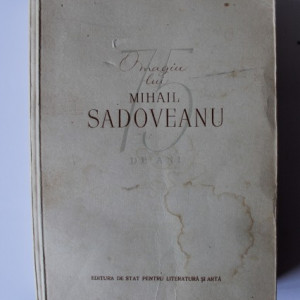 Omagiu
lui
MIHAIL
SADOVEANU
75
DE ANI
EDITURA DE STAT PENTRU LITERATURĂ ȘI ARTĂ